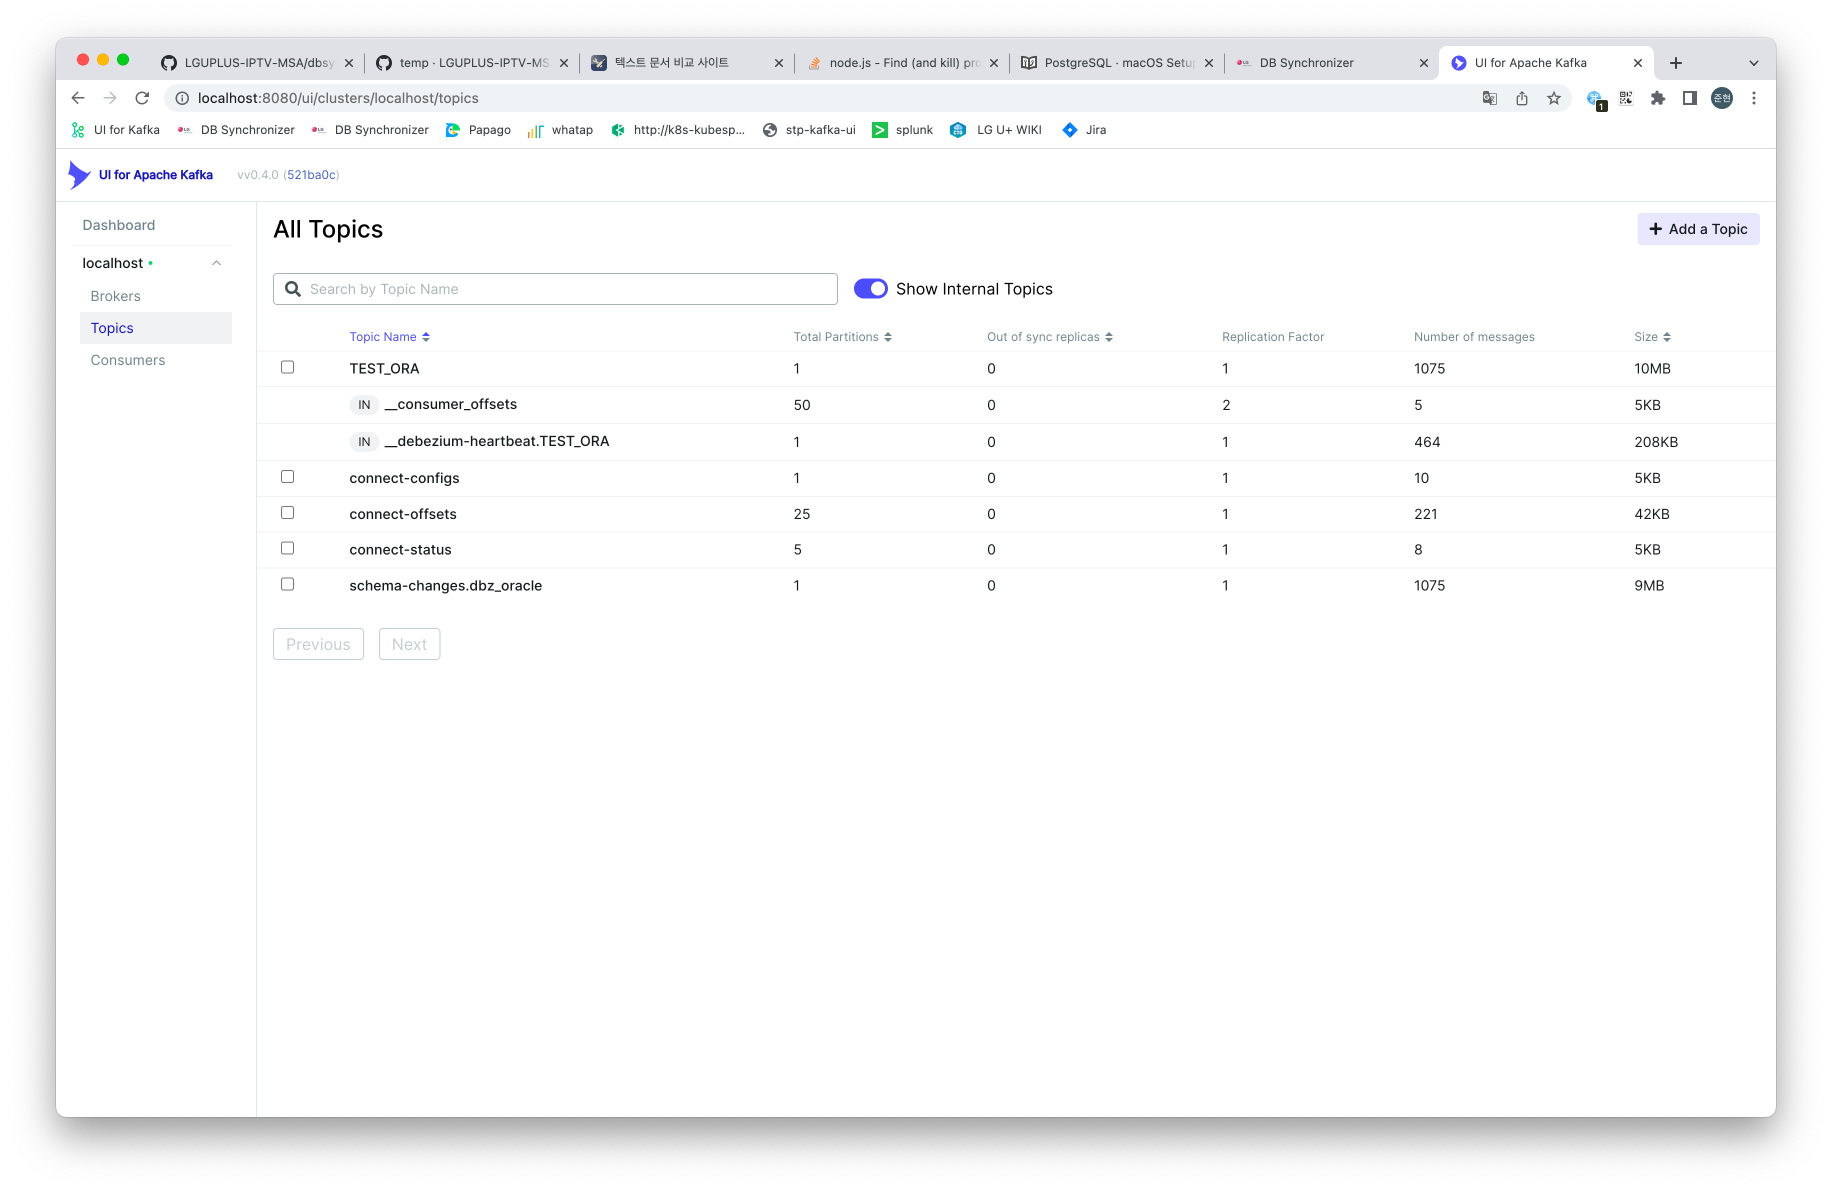 LGUPLUS-IPTV-MSA/dbsy
temp · LGUPLUS-IPTV-MS
텍스트 문서 비교 사이트
node.js - Find (and kill) pro
PostgreSQL · macOS Setup
DB Synchronizer
UI for Apache Kafka
localhost:8080/ui/clusters/localhost/topics
1
준현
UI for Kafka
DB Synchronizer
DB Synchronizer
Papago
whatap
http://k8s-kubesp...
stp-kafka-ui
splunk
LG U+ WIKI
Jira
UI for Apache Kafka vv0.4.0 (521ba0c)
Dashboard
localhost
Brokers
Topics
Consumers
All Topics
Add a Topic
Search by Topic Name
Show Internal Topics
Topic Name Total Partitions Out of sync replicas Replication Factor Number of messages Size
TEST_ORA 1 0 1 1075 10MB
IN __consumer_offsets 50 0 2 5 5KB
IN __debezium-heartbeat.TEST_ORA 1 0 1 464 208KB
connect-configs 1 0 1 10 5KB
connect-offsets 25 0 1 221 42KB
connect-status 5 0 1 8 5KB
schema-changes.dbz_oracle 1 0 1 1075 9MB
Previous Next